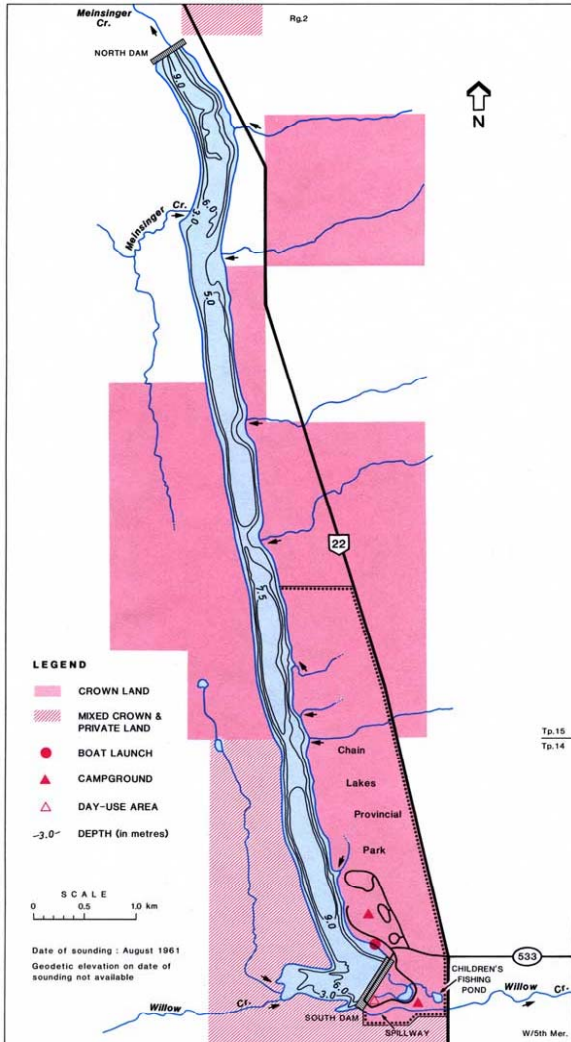 Meinsinger
Cr.
Rg.2
NORTH DAM
9.0
N
6.0
3.0
Meinsinger Cr.
5.0
22
7.5
LEGEND
CROWN LAND
MIXED CROWN &
PRIVATE LAND
BOAT LAUNCH
CAMPGROUND
DAY-USE AREA
-3.0- DEPTH (in metres)
Tp.15
Tp.14
Chain
Lakes
Provincial
Park
SCALE
0 0.5 1.0 km
9.0
Date of sounding : August 1961
Geodetic elevation on date of
sounding not available
533
CHILDREN'S
FISHING
POND
6.0
3.0
Willow Cr.
Willow Cr.
SOUTH DAM
SPILLWAY
W/5th Mer.